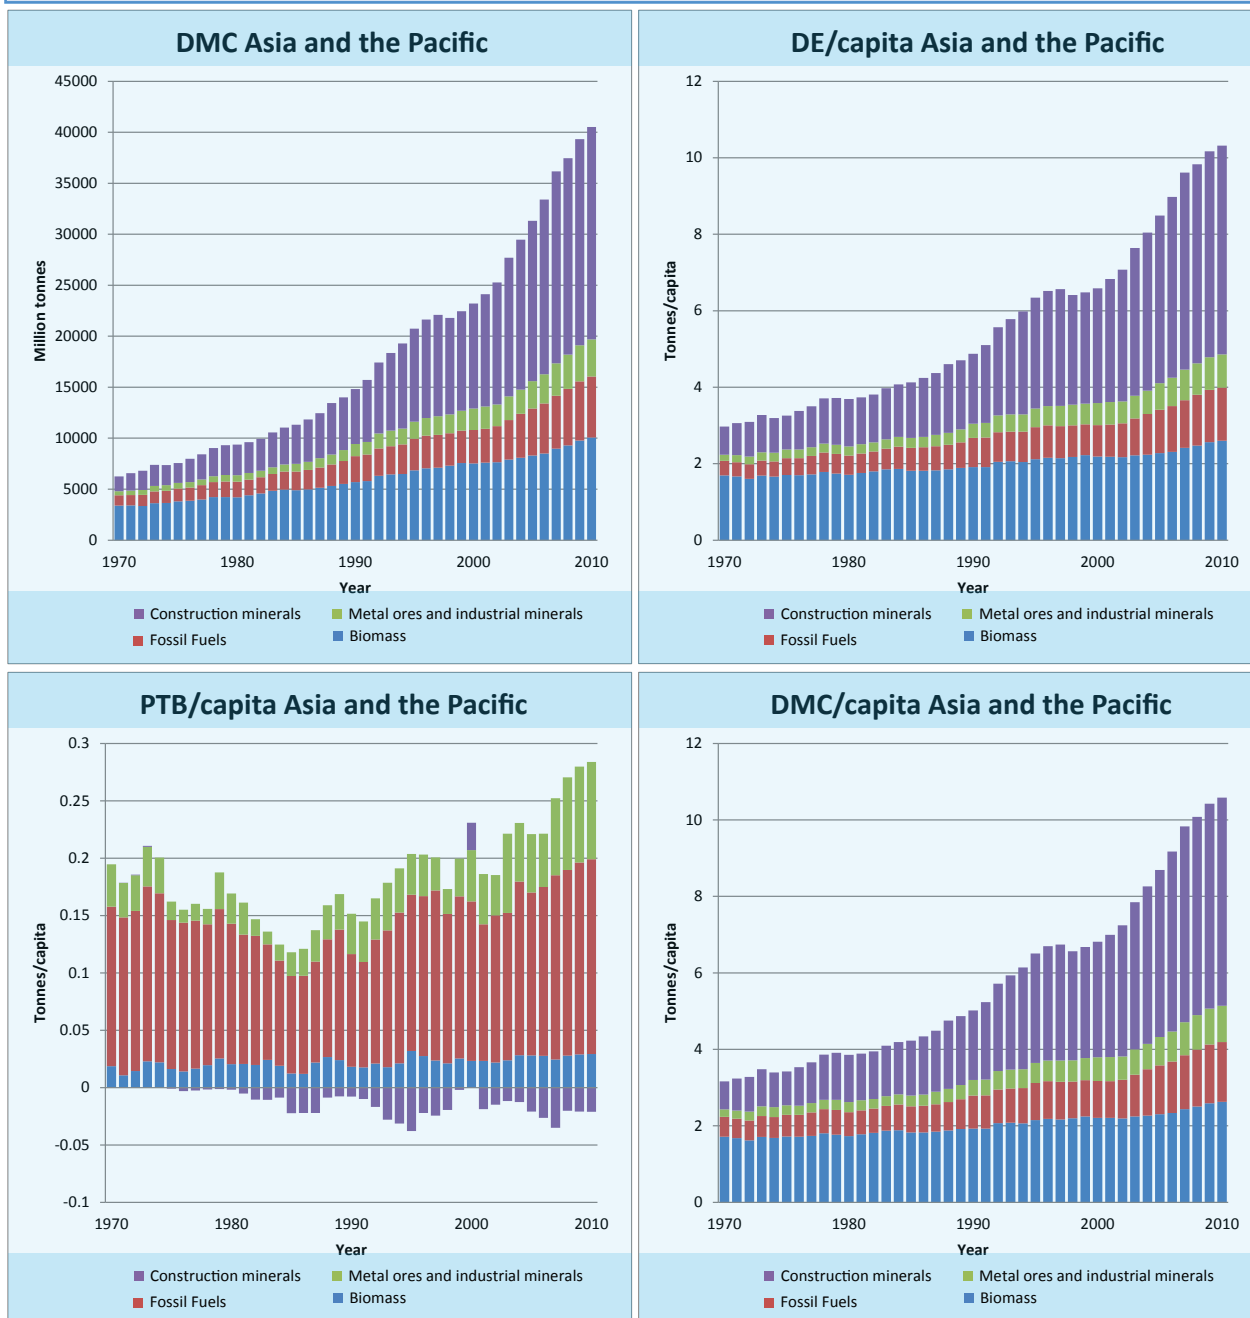 DMC Asia and the Pacific
45000
40000
35000
30000
25000
20000
15000
10000
5000
0
Million tonnes
1970 1980 1990 2000 2010
Year
Construction minerals Metal ores and industrial minerals
Fossil Fuels Biomass
DE/capita Asia and the Pacific
12
10
8
6
4
2
0
Tonnes/capita
1970 1980 1990 2000 2010
Year
Construction minerals Metal ores and industrial minerals
Fossil Fuels Biomass
PTB/capita Asia and the Pacific
0.3
0.25
0.2
0.15
0.1
0.05
0
-0.05
-0.1
Tonnes/capita
1970 1980 1990 2000 2010
Year
Construction minerals Metal ores and industrial minerals
Fossil Fuels Biomass
DMC/capita Asia and the Pacific
12
10
8
6
4
2
0
Tonnes/capita
1970 1980 1990 2000 2010
Year
Construction minerals Metal ores and industrial minerals
Fossil Fuels Biomass